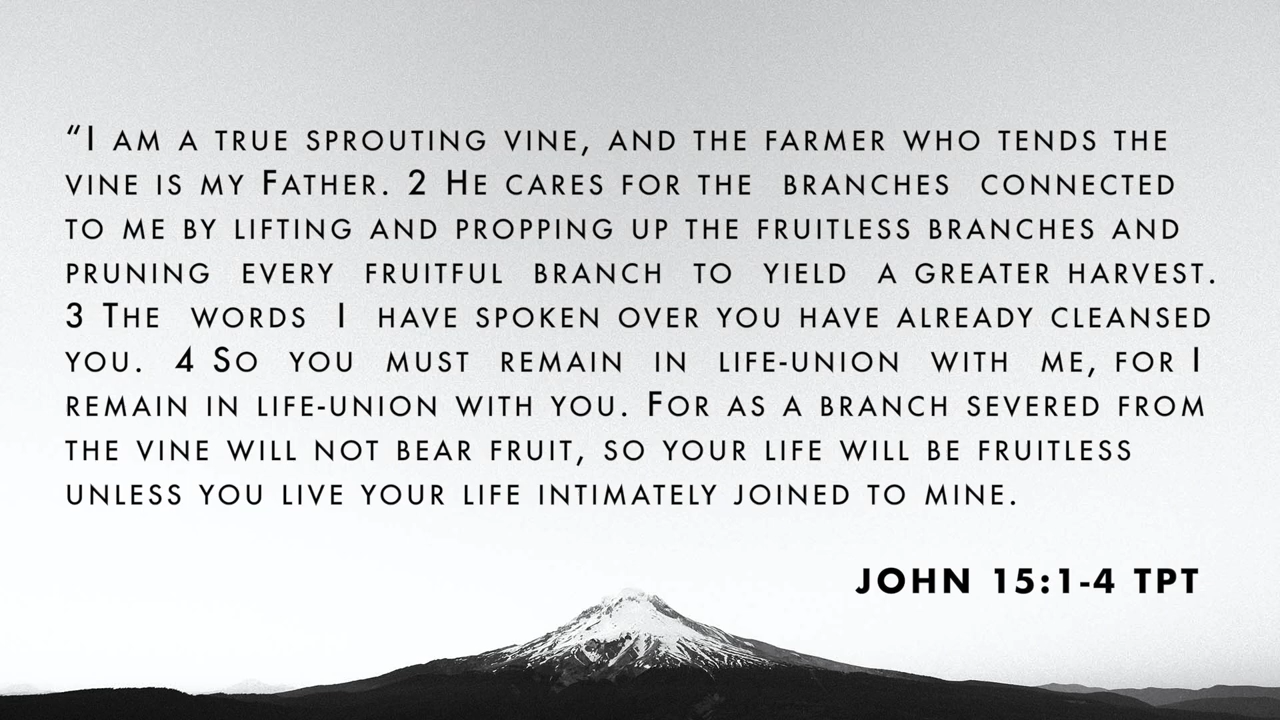 “I am a true sprouting vine, and the farmer who tends the
vine is my Father. 2 He cares for the branches connected
to me by lifting and propping up the fruitless branches and
pruning every fruitful branch to yield a greater harvest.
3 The words I have spoken over you have already cleansed
you. 4 So you must remain in life-union with me, for I
remain in life-union with you. For as a branch severed from
the vine will not bear fruit, so your life will be fruitless
unless you live your life intimately joined to mine.
JOHN 15:1-4 TPT